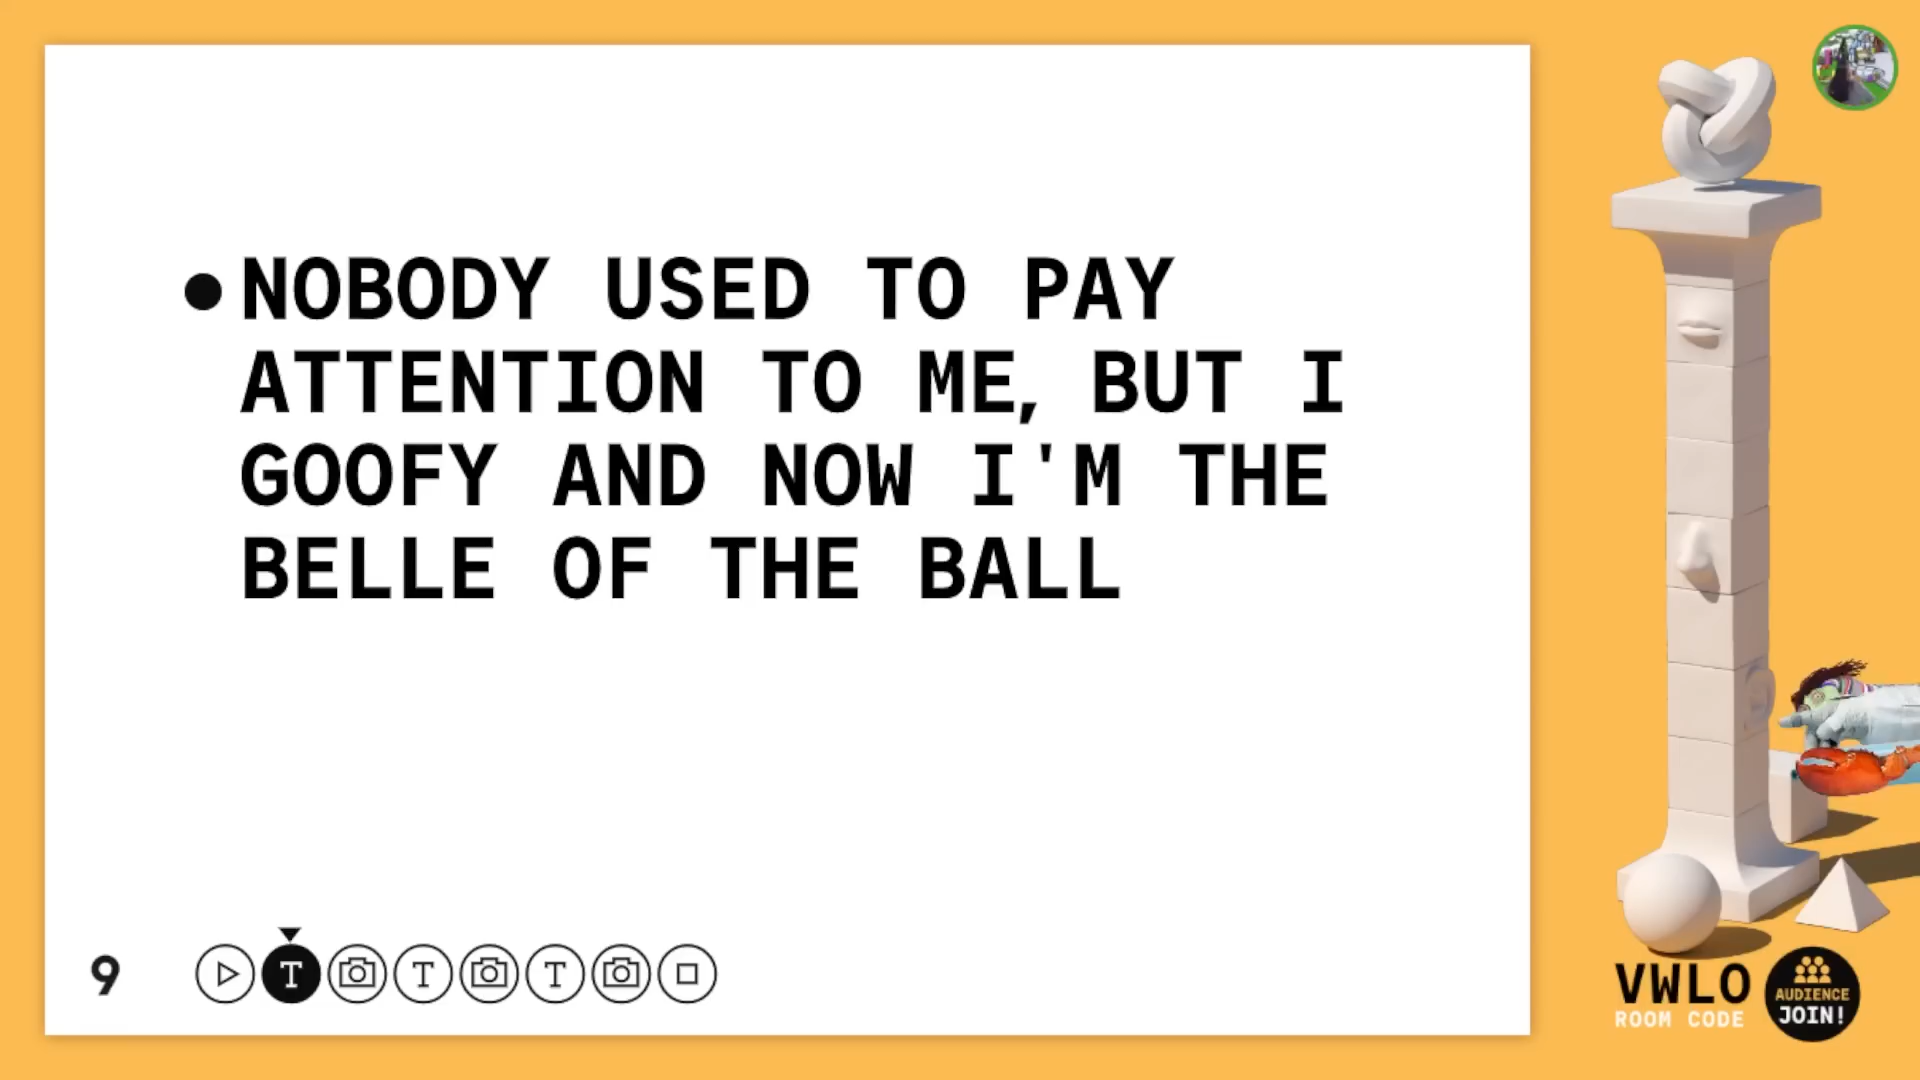 ● NOBODY USED TO PAY
ATTENTION TO ME, BUT I
GOOFY AND NOW I'M THE
BELLE OF THE BALL
9
T
T
T
VWLO
ROOM CODE
AUDIENCE
JOIN!